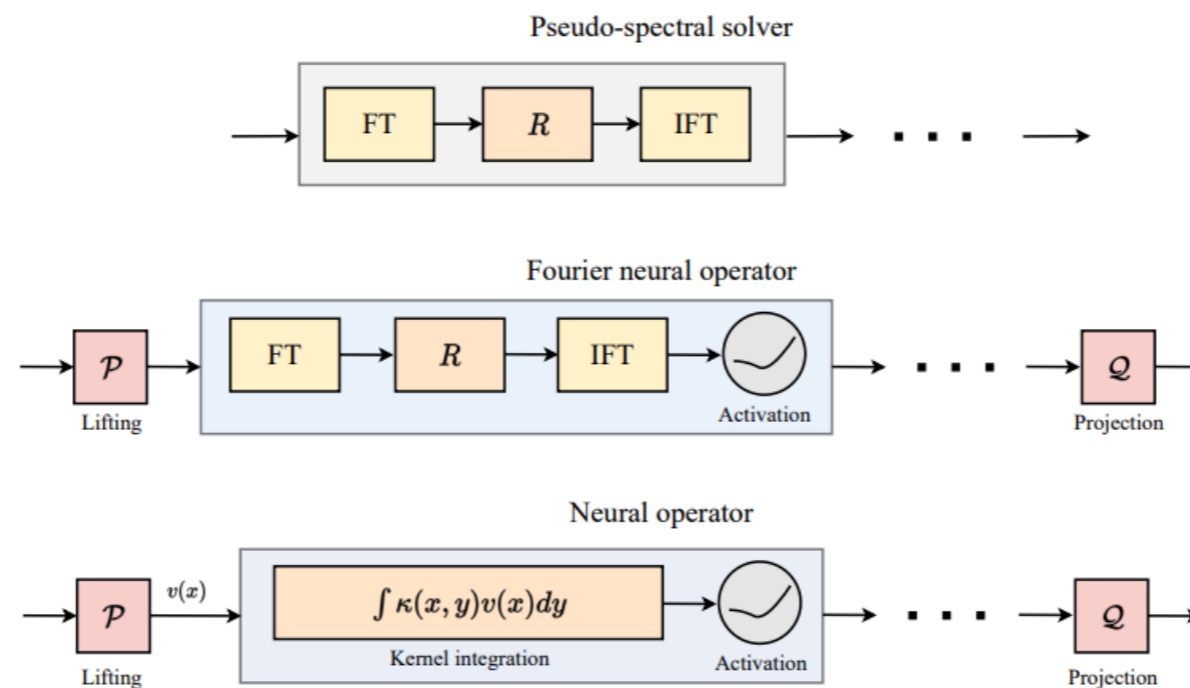 Pseudo-spectral solver
FT
R
IFT
Fourier neural operator
P
FT
R
IFT
Q
Lifting
Activation
Projection
Neural operator
P
v(x)
∫κ(x, y)v(x)dy
Q
Kernel integration
Lifting
Activation
Projection